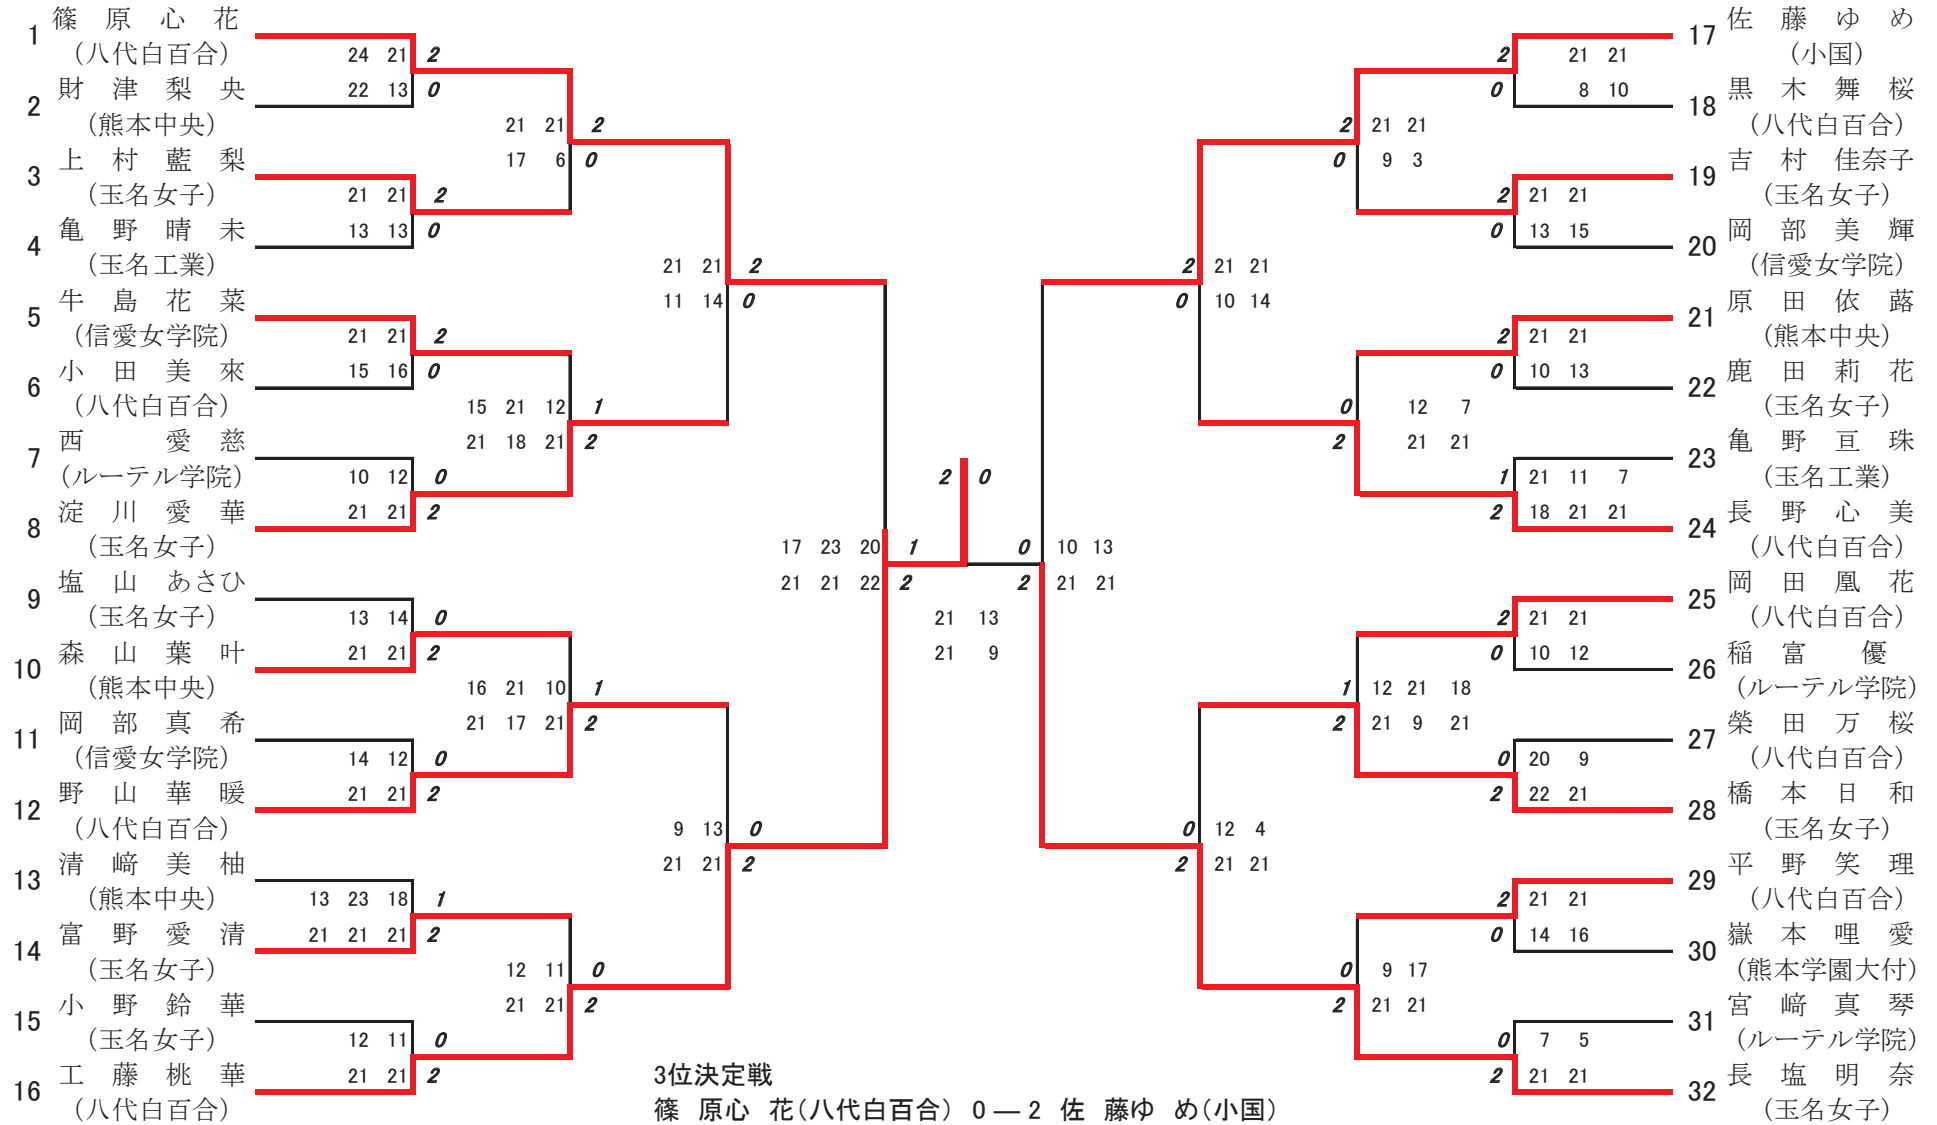 1 篠 原 心 花
(八代白百合)
24 21 2
2 財 津 梨 央
22 13 0
(熊本中央)
21 21 2
17 6 0
3 上 村 藍 梨
(玉名女子)
21 21 2
4 亀 野 晴 未
13 13 0
(玉名工業)
21 21 2
11 14 0
5 牛 島 花 菜
(信愛女学院)
21 21 2
6 小 田 美 來
15 16 0
(八代白百合)
15 21 12 1
21 18 21 2
7 西 愛 慈
(ルーテル学院)
10 12 0
8 淀 川 愛 華
21 21 2
(玉名女子)
17 23 20 1
21 21 22 2
9 塩 山 あさひ
(玉名女子)
13 14 0
10 森 山 葉 叶
21 21 2
(熊本中央)
16 21 10 1
21 17 21 2
11 岡 部 真 希
(信愛女学院)
14 12 0
12 野 山 華 暖
21 21 2
(八代白百合)
9 13 0
21 21 2
13 清 﨑 美 柚
(熊本中央)
13 23 18 1
14 富 野 愛 清
21 21 21 2
(玉名女子)
12 11 0
21 21 2
15 小 野 鈴 華
(玉名女子)
12 11 0
16 工 藤 桃 華
21 21 2
(八代白百合)
2 0
21 13
21 9
17 佐 藤 ゆ め
(小国)
2 21 21
18 黒 木 舞 桜
0 8 10
(八代白百合)
2 21 21
0 9 3
19 吉 村 佳奈子
(玉名女子)
2 21 21
20 岡 部 美 輝
0 13 15
(信愛女学院)
2 21 21
0 10 14
21 原 田 依 蕗
(熊本中央)
2 21 21
22 鹿 田 莉 花
0 10 13
(玉名女子)
0 12 7
2 21 21
23 亀 野 亘 珠
(玉名工業)
1 21 11 7
24 長 野 心 美
2 18 21 21
(八代白百合)
0 10 13
2 21 21
25 岡 田 凰 花
(八代白百合)
2 21 21
26 稲 富 優
0 10 12
(ルーテル学院)
1 12 21 18
2 21 9 21
27 榮 田 万 桜
(八代白百合)
0 20 9
28 橋 本 日 和
2 22 21
(玉名女子)
0 12 4
2 21 21
29 平 野 笑 理
(八代白百合)
2 21 21
30 嶽 本 哩 愛
0 14 16
(熊本学園大付)
0 9 17
2 21 21
31 宮 﨑 真 琴
(ルーテル学院)
0 7 5
32 長 塩 明 奈
2 21 21
(玉名女子)
3位決定戦
篠 原心 花(八代白百合) 0 ― 2 佐 藤ゆ め(小国)